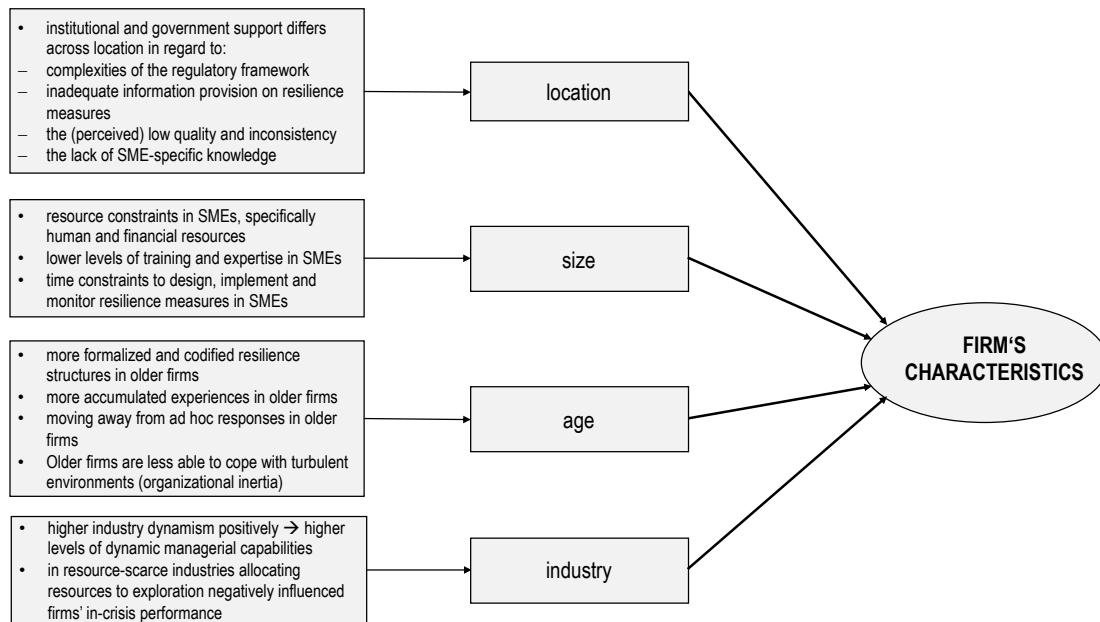 • institutional and government support differs
across location in regard to:
– complexities of the regulatory framework
– inadequate information provision on resilience
measures
– the (perceived) low quality and inconsistency
– the lack of SME-specific knowledge
location
• resource constraints in SMEs, specifically
human and financial resources
• lower levels of training and expertise in SMEs
• time constraints to design, implement and
monitor resilience measures in SMEs
size
• more formalized and codified resilience
structures in older firms
• more accumulated experiences in older firms
• moving away from ad hoc responses in older
firms
• Older firms are less able to cope with turbulent
environments (organizational inertia)
age
• higher industry dynamism positively → higher
levels of dynamic managerial capabilities
• in resource-scarce industries allocating
resources to exploration negatively influenced
firms’ in-crisis performance
industry
FIRM‘S
CHARACTERISTICS